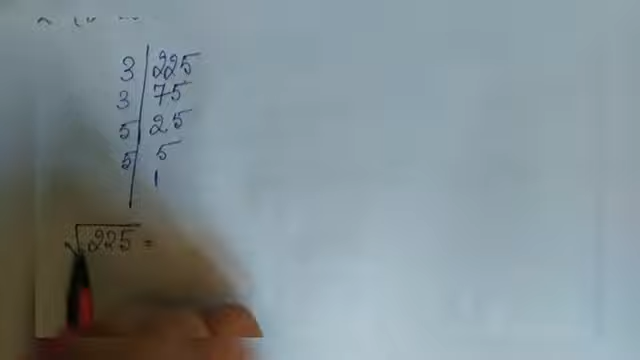 3 | 225
3 | 75
5 | 25
5 | 5
| 1
√225 =